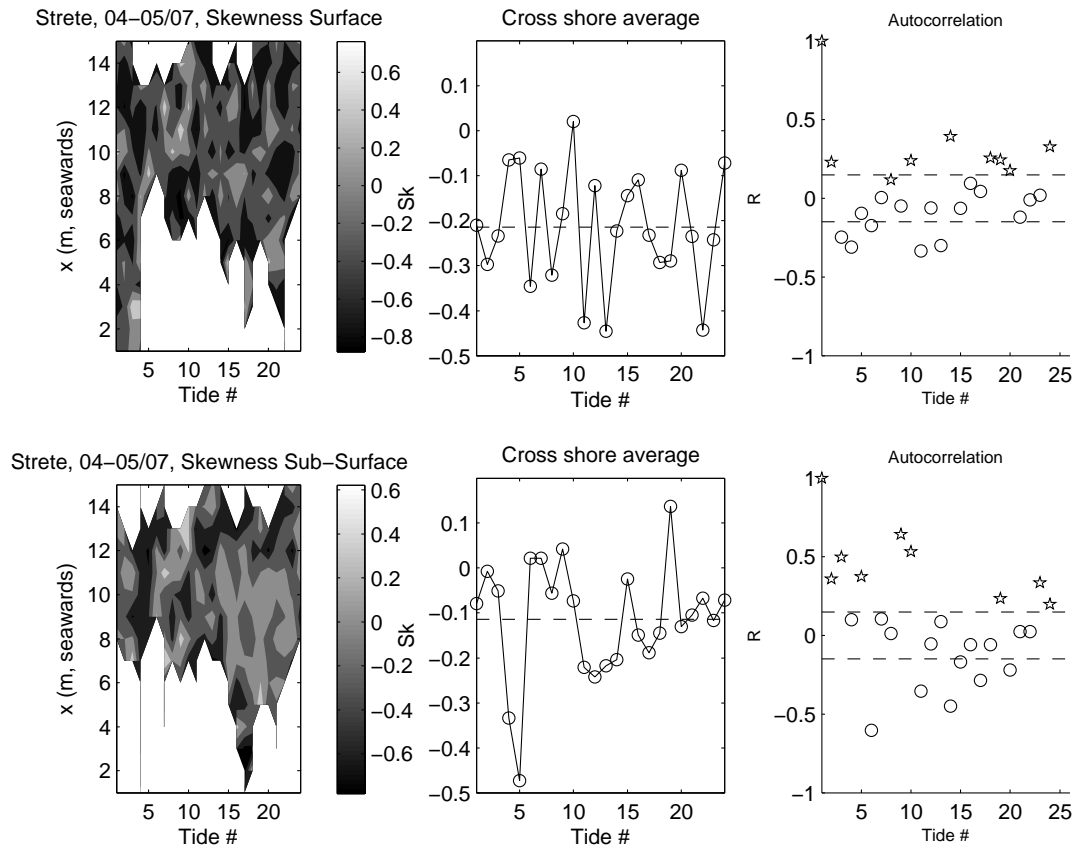 Strete, 04−05/07, Skewness Surface
x (m, seawards)
14
12
10
8
6
4
2
5 10 15 20
Tide #
0.6
0.4
0.2
0
−0.2
−0.4
−0.6
−0.8
Sk
Cross shore average
0.1
0
−0.1
−0.2
−0.3
−0.4
−0.5
5 10 15 20
Tide #
Autocorrelation
R
1
0.5
0
−0.5
−1
5 10 15 20 25
Tide #
Strete, 04−05/07, Skewness Sub−Surface
x (m, seawards)
14
12
10
8
6
4
2
5 10 15 20
Tide #
0.6
0.4
0.2
0
−0.2
−0.4
−0.6
Sk
Cross shore average
0.1
0
−0.1
−0.2
−0.3
−0.4
−0.5
5 10 15 20
Tide #
Autocorrelation
R
1
0.5
0
−0.5
−1
5 10 15 20 25
Tide #